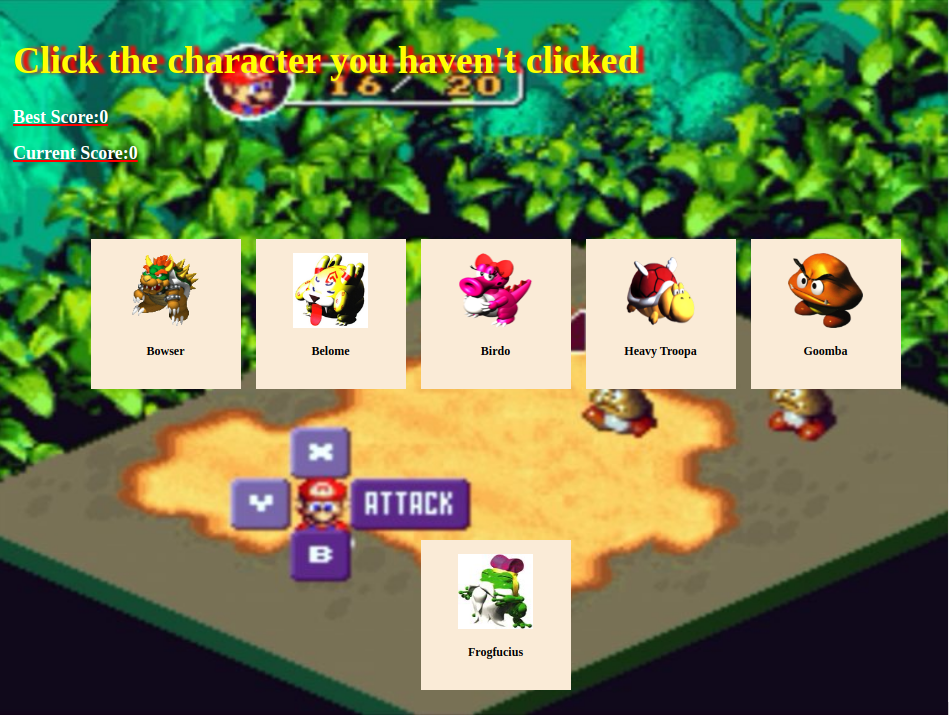 Click the character you haven't clicked
16/ 20
Best Score:0
Current Score:0
Bowser
Belome
Birdo
Heavy Troopa
Goomba
X
Y
ATTACK
B
Frogfucius